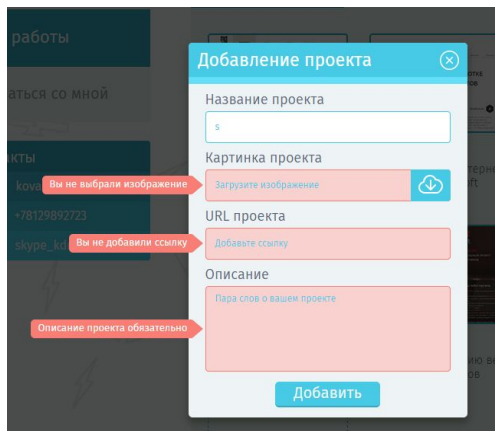 работы
аться со мной
кты
kova
+78129892723
skype_kd
Добавление проекта
Название проекта
s
Картинка проекта
Вы не выбрали изображение
Загрузите изображение
URL проекта
Вы не добавили ссылку
Добавьте ссылку
Описание
Пара слов о вашем проекте
Описание проекта обязательно
Добавить